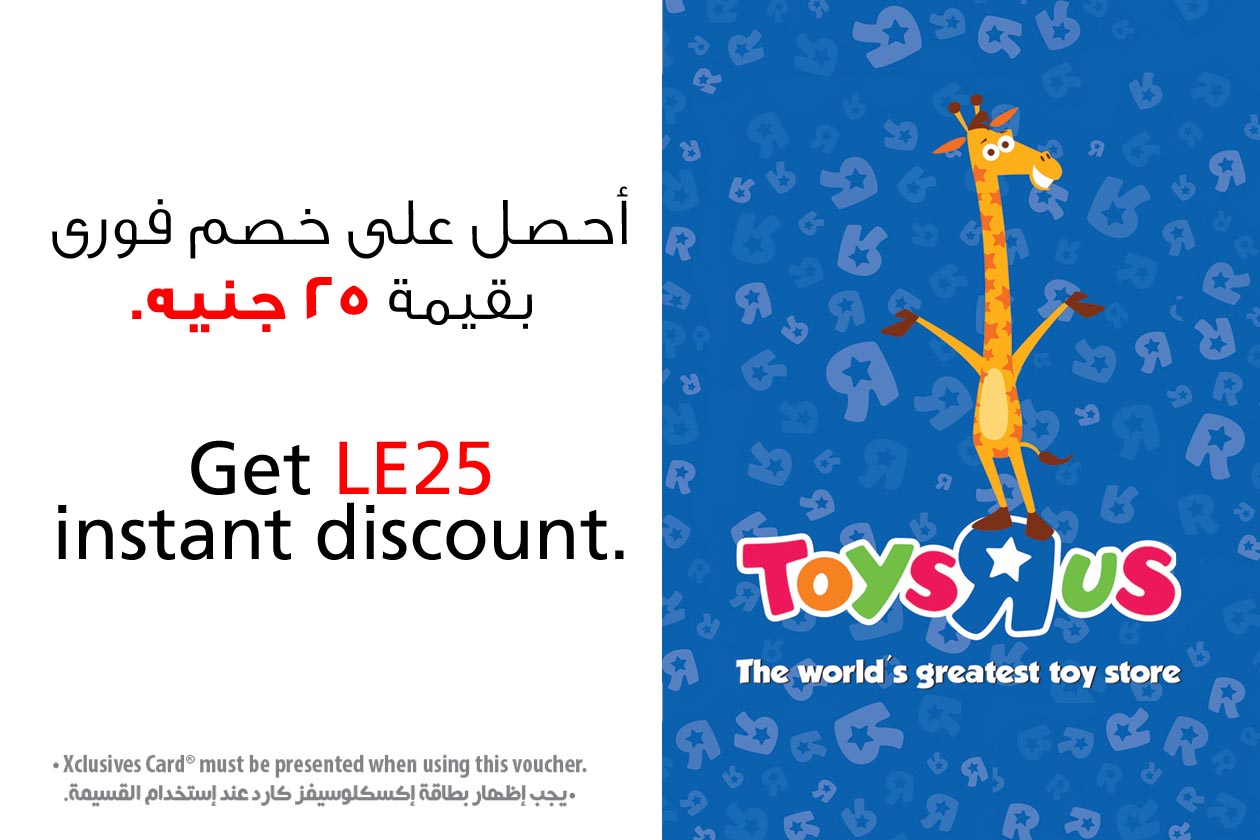 أحصل على خصم فورى
بقيمة ٢٥ جنيه.
Get LE25
instant discount.
• Xclusives Card® must be presented when using this voucher.
•يجب إظهار بطاقة إكسكلوسيفز كارد عند إستخدام القسيمة.
ToysЯus
The world's greatest toy store